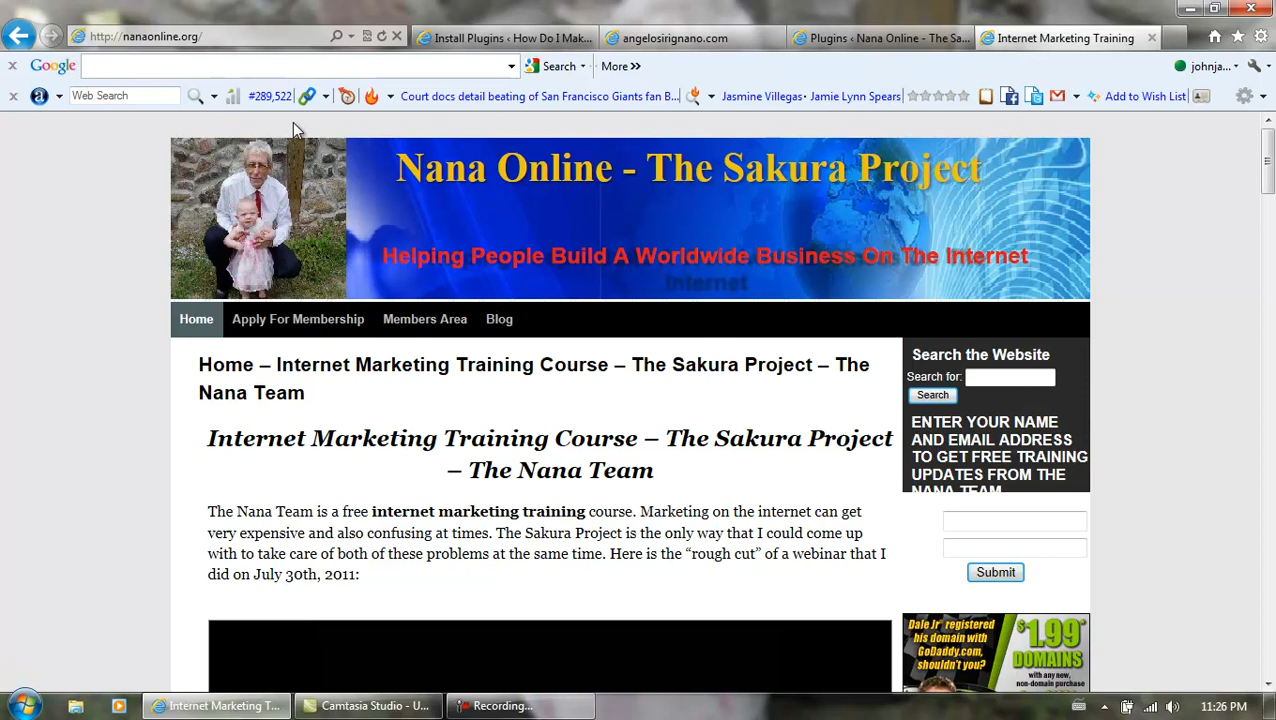 http://nanaonline.org/
Install Plugins ‹ How Do I Mak...
angelosirignano.com
Plugins ‹ Nana Online - The Sa...
Internet Marketing Training
Google
Search
More »
johnja...
Web Search
#289,522
Court docs detail beating of San Francisco Giants fan B...
Jasmine Villegas
Jamie Lynn Spears
Add to Wish List
Nana Online - The Sakura Project
Helping People Build A Worldwide Business On The Internet
Internet
Home
Apply For Membership
Members Area
Blog
Home – Internet Marketing Training Course – The Sakura Project – The
Nana Team
Internet Marketing Training Course – The Sakura Project
– The Nana Team
The Nana Team is a free internet marketing training course. Marketing on the internet can get
very expensive and also confusing at times. The Sakura Project is the only way that I could come up
with to take care of both of these problems at the same time. Here is the “rough cut” of a webinar that I
did on July 30th, 2011:
Search the Website
Search for:
Search
ENTER YOUR NAME
AND EMAIL ADDRESS
TO GET FREE TRAINING
UPDATES FROM THE
NANA TEAM
Submit
Dale Jr registered
his domain with
GoDaddy.com,
shouldn't you?
$1.99*
DOMAINS
with any new,
non-domain purchase
Internet Marketing T...
Camtasia Studio - U...
Recording...
11:26 PM